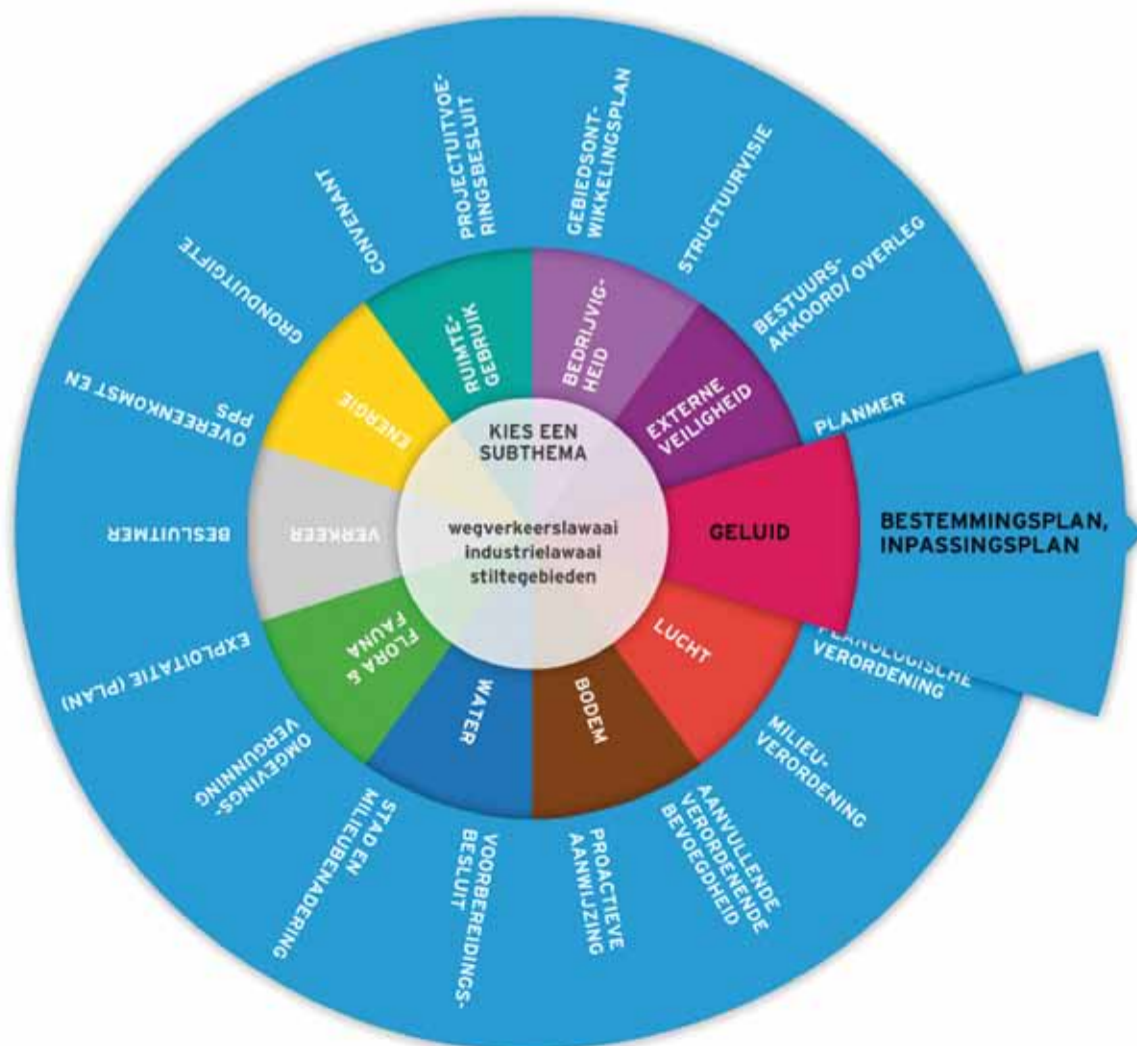 PROJECTUITVOE-
RINGSBESLUIT
GEBIEDSONT-
WIKKELINGSPLAN
STRUCTUURVISIE
BESTUURS-
AKKOORD/ OVERLEG
PLANMER
BESTEMMINGSPLAN,
INPASSINGSPLAN
PLANOLOGISCHE
VERORDENING
MILIEU-
VERORDENING
AANVULLENDE
VERORDENENDE
BEVOEGDHEID
PROACTIEVE
AANWIJZING
VOORBEREIDINGS-
BESLUIT
STAD EN
MILIEUBENADERING
OMGEVINGS-
VERGUNNING
EXPLOITATIE (PLAN)
BESLUITMER
OVEREENKOMST EN
PPS
GRONDUITGIFTE
CONVENANT
RUIMTE-
GEBRUIK
BEDRIJVIG-
HEID
EXTERNE
VEILIGHEID
GELUID
LUCHT
BODEM
WATER
FLORA &
FAUNA
VERKEER
ENERGIE
KIES EEN
SUBTHEMA
wegverkeerslawaai
industrielawaai
stiltegebieden